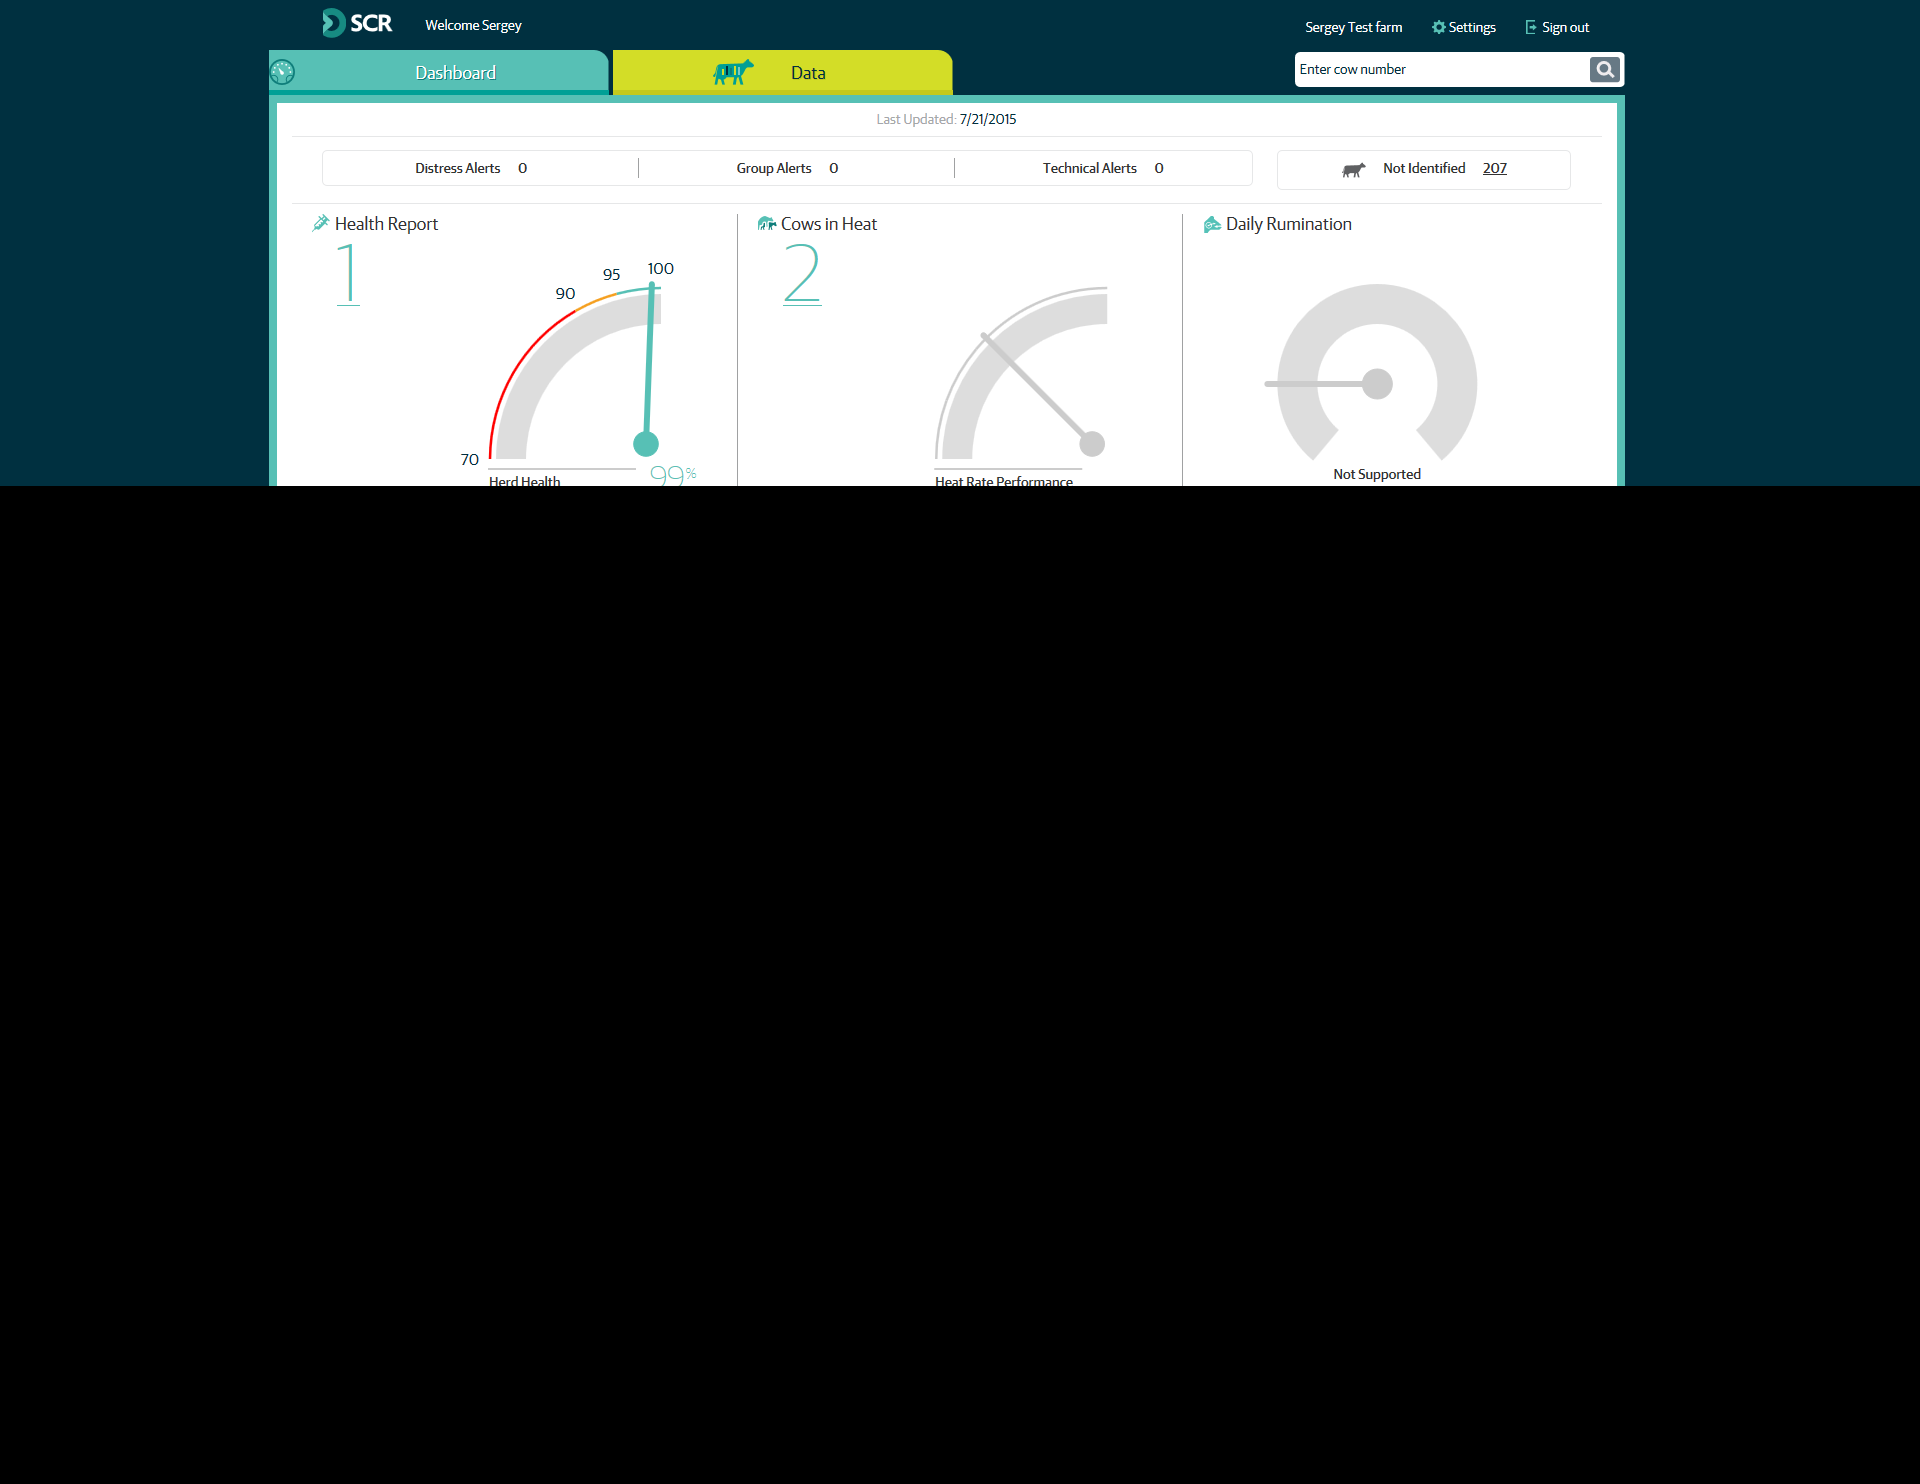 SCR
Welcome Sergey
Sergey Test farm
Settings
Sign out
Dashboard
Data
Enter cow number
Last Updated: 7/21/2015
Distress Alerts 0
Group Alerts 0
Technical Alerts 0
Not Identified 207
Health Report
1
70
90
95
100
Herd Health
99%
Cows in Heat
2
Heat Rate Performance
Daily Rumination
Not Supported